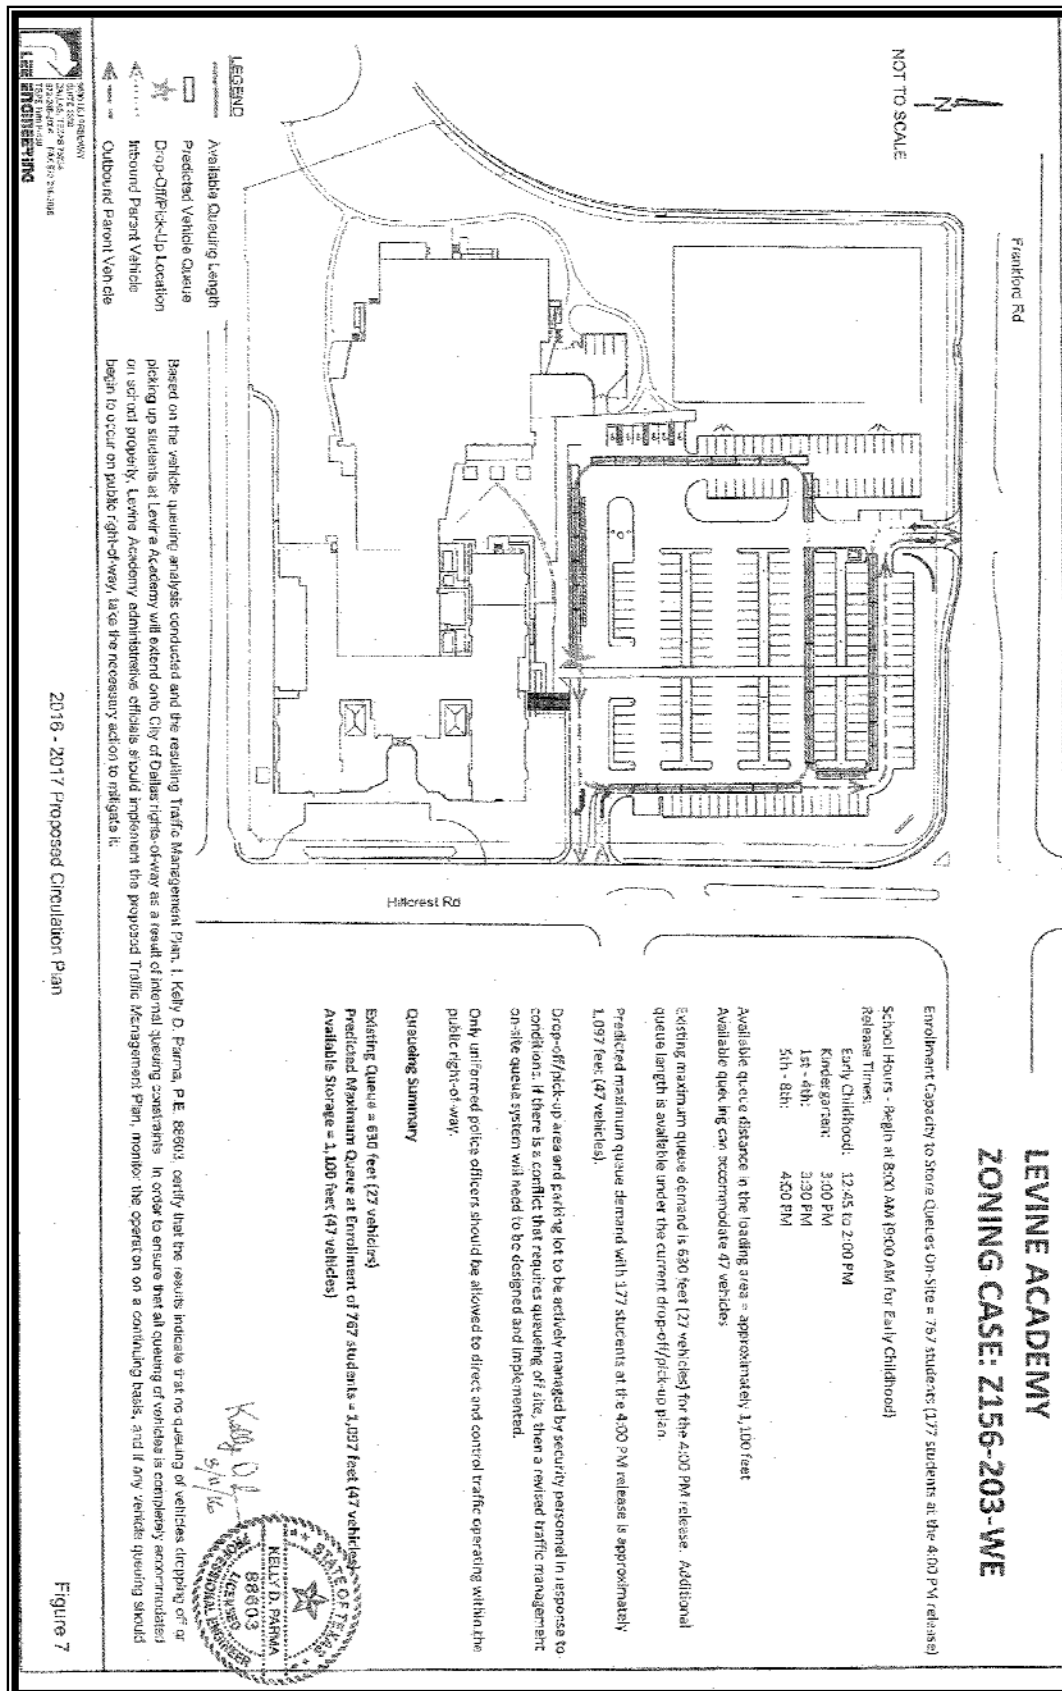 LEVINE ACADEMY
ZONING CASE: Z156-203-WE
Enrollment Capacity to Store Queues On-Site = 767 students (177 students at the 4:00 PM release)
School Hours - Begin at 8:00 AM (9:00 AM for Early Childhood)
Release Times:
Early Childhood: 12:45 to 2:00 PM
Kindergarten: 3:00 PM
1st - 4th: 3:30 PM
5th - 8th: 4:00 PM
Available queue distance in the loading area = approximately 1,100 feet
Available queuing can accommodate 47 vehicles
Existing maximum queue demand is 630 feet (27 vehicles) for the 4:00 PM release. Additional
queue length is available under the current drop-off/pick-up plan.
Predicted maximum queue demand with 177 students at the 4:00 PM release is approximately
1,097 feet (47 vehicles).
Drop-off/pick-up area and parking lot to be actively managed by security personnel in response to
conditions. If there is a conflict that requires queueing off site, then a revised traffic management
on-site queue system will need to be designed and implemented.
Only uniformed police officers should be allowed to direct and control traffic operating within the
public right-of-way.
Queuing Summary
Existing Queue = 630 feet (27 vehicles)
Predicted Maximum Queue at Enrollment of 767 students = 1,097 feet (47 vehicles)
Available Storage = 1,100 feet (47 vehicles)
Kelly D.
3/11/16
STATE OF TEXAS
KELLY D. PARMA
88603
LICENSED
PROFESSIONAL ENGINEER
Frankford Rd
Hillcrest Rd
N
NOT TO SCALE
LEGEND
Available Queuing Length
Predicted Vehicle Queue
Drop-Off/Pick-Up Location
Inbound Parent Vehicle
Outbound Parent Vehicle
Based on the vehicle queuing analysis conducted and the resulting Traffic Management Plan, I, Kelly D. Parma, P.E. 88603, certify that the results indicate that no queuing of vehicles dropping off or
picking up students at Levine Academy will extend onto City of Dallas rights-of-way as a result of internal queuing constraints. In order to ensure that all queuing of vehicles is completely accommodated
on school property, Levine Academy administrative officials should implement the proposed Traffic Management Plan, monitor the operation on a continuing basis, and if any vehicle queuing should
begin to occur on public right-of-way, take the necessary action to mitigate it.
LEE ENGINEERING
2016 - 2017 Proposed Circulation Plan
Figure 7